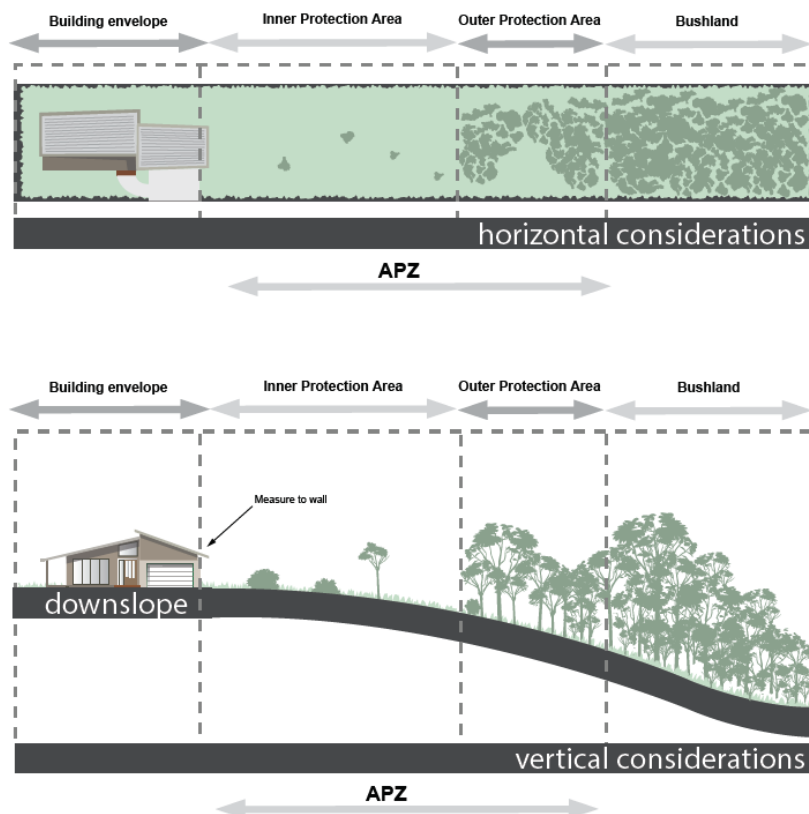 Building envelope
Inner Protection Area
Outer Protection Area
Bushland
horizontal considerations
APZ
Building envelope
Inner Protection Area
Outer Protection Area
Bushland
Measure to wall
downslope
vertical considerations
APZ